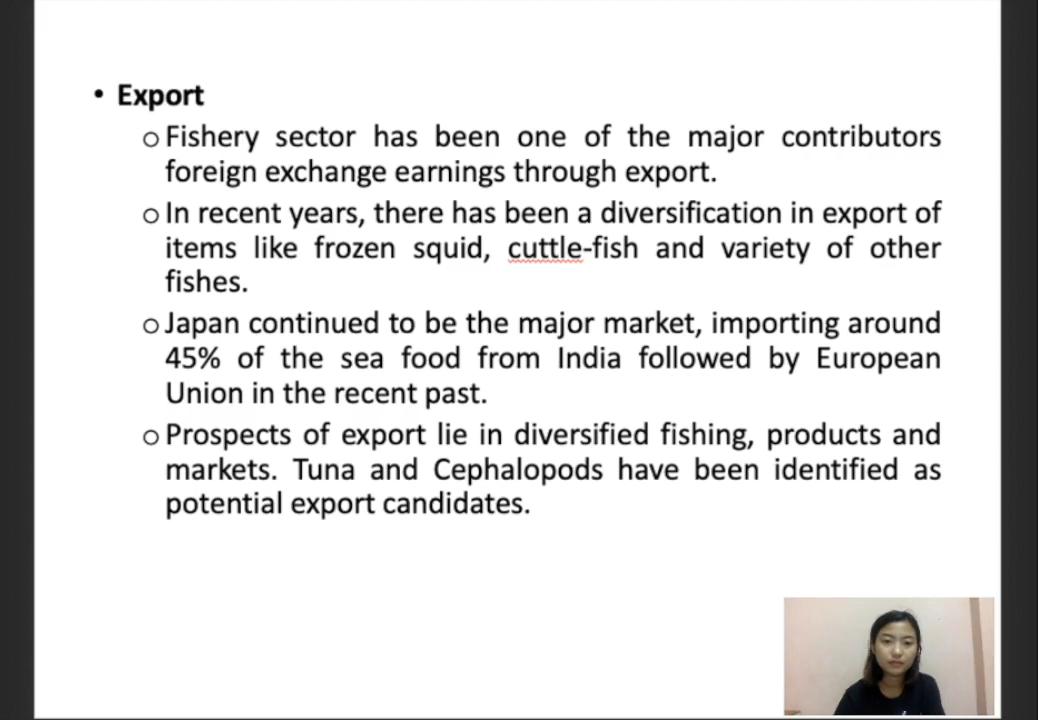 • Export
o Fishery sector has been one of the major contributors
foreign exchange earnings through export.
o In recent years, there has been a diversification in export of
items like frozen squid, cuttle-fish and variety of other
fishes.
o Japan continued to be the major market, importing around
45% of the sea food from India followed by European
Union in the recent past.
o Prospects of export lie in diversified fishing, products and
markets. Tuna and Cephalopods have been identified as
potential export candidates.